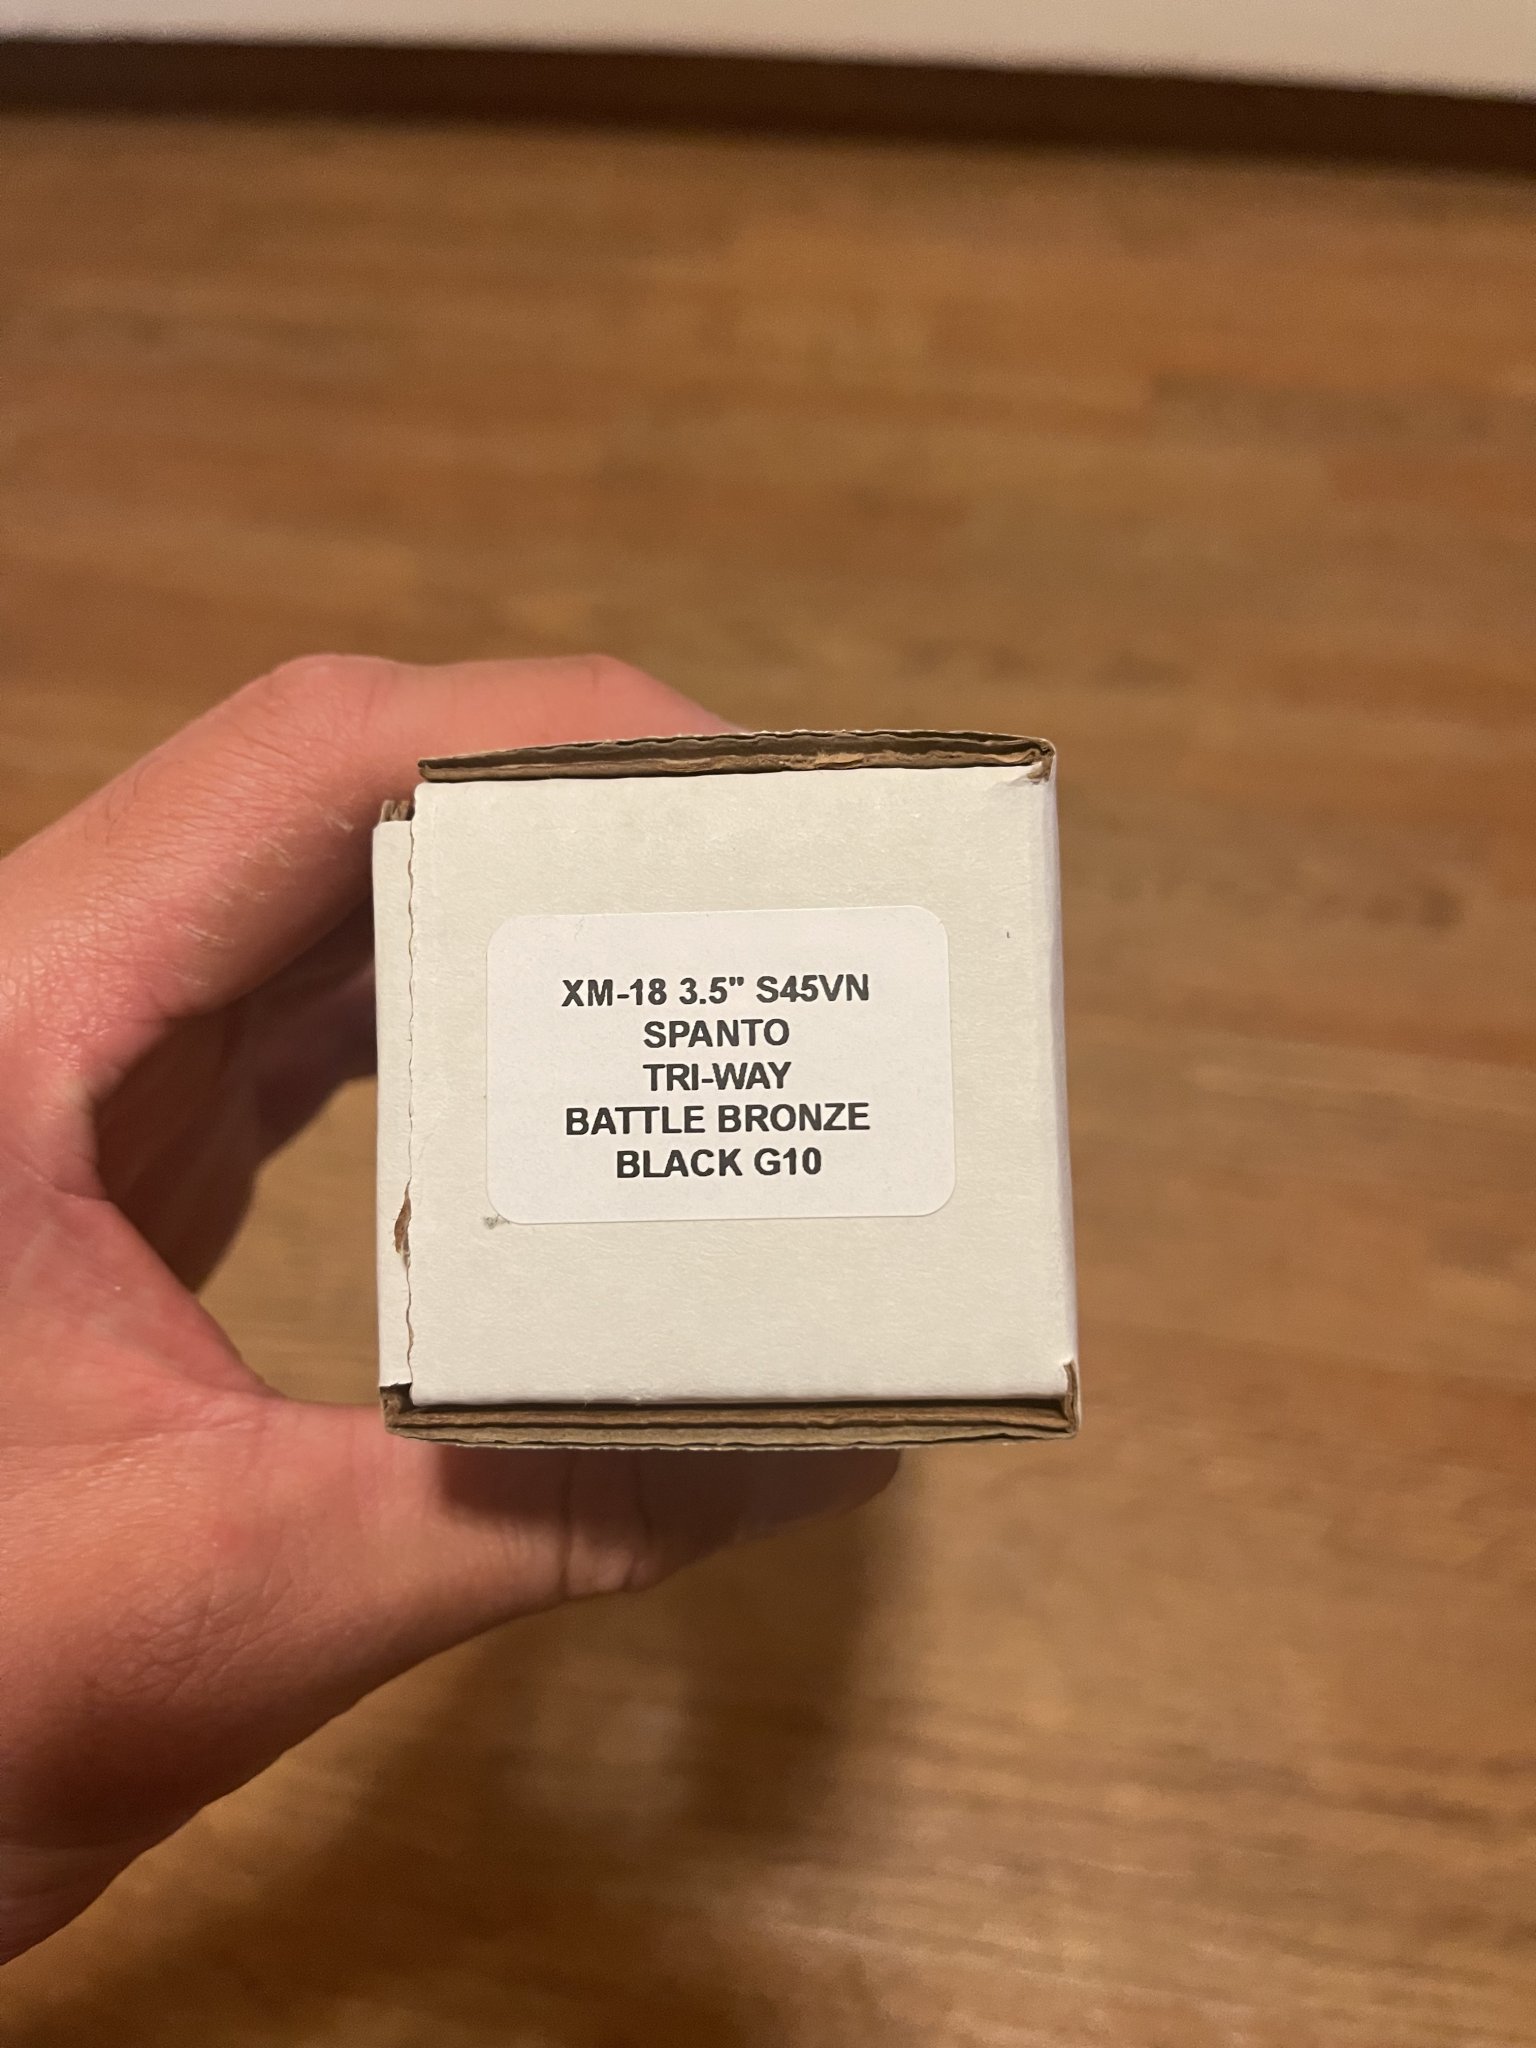 XM-18 3.5" S45VN
SPANTO
TRI-WAY
BATTLE BRONZE
BLACK G10